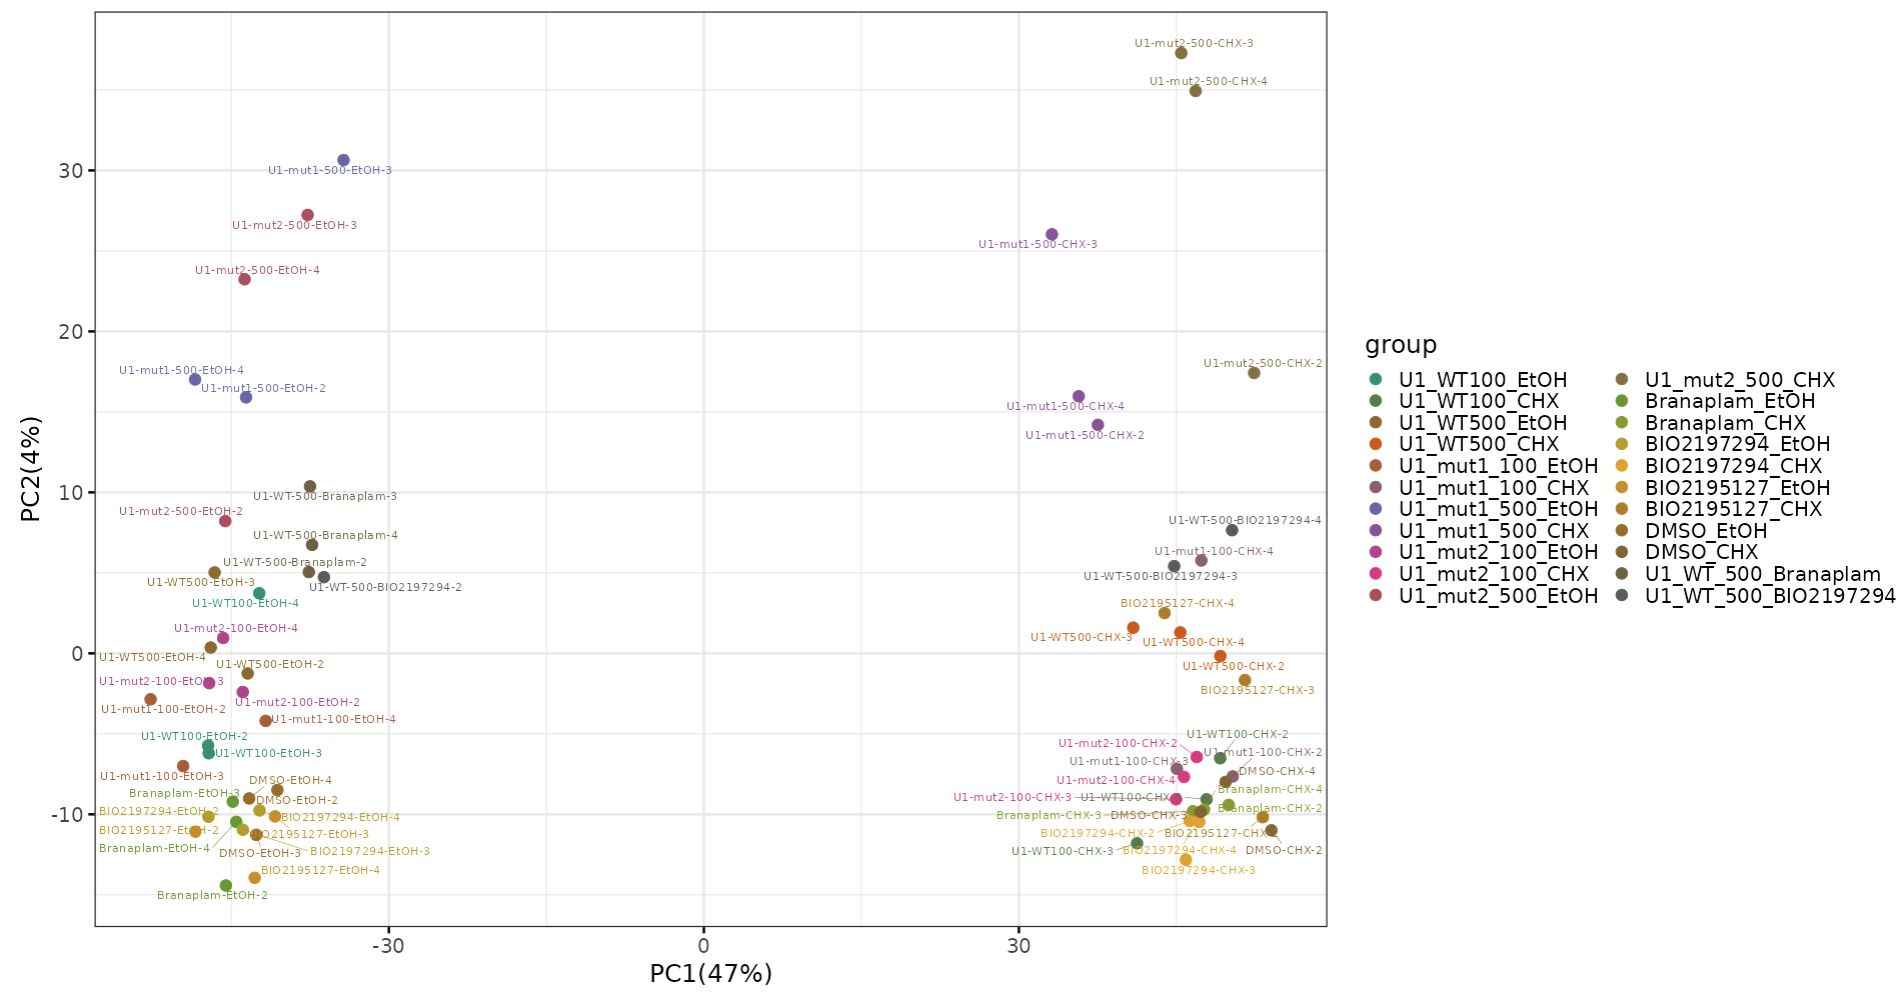 U1-mut2-500-CHX-3
U1-mut2-500-CHX-4
U1-mut1-500-EtOH-3
U1-mut2-500-EtOH-3
U1-mut1-500-CHX-3
U1-mut2-500-EtOH-4
U1-mut2-500-CHX-2
U1-mut1-500-EtOH-4
U1-mut1-500-EtOH-2
U1-mut1-500-CHX-4
U1-mut1-500-CHX-2
U1-WT-500-Branaplam-3
U1-mut2-500-EtOH-2
U1-WT-500-BIO2197294-4
U1-WT-500-Branaplam-4
U1-mut1-100-CHX-4
U1-WT-500-Branaplam-2
U1-WT500-EtOH-3
U1-WT-500-BIO2197294-3
U1-WT-500-BIO2197294-2
U1-WT100-EtOH-4
BIO2195127-CHX-4
U1-mut2-100-EtOH-4
U1-WT500-CHX-3
U1-WT500-CHX-4
U1-WT500-EtOH-4
U1-WT500-EtOH-2
U1-WT500-CHX-2
U1-mut2-100-EtOH-3
BIO2195127-CHX-3
U1-mut2-100-EtOH-2
U1-mut1-100-EtOH-2
U1-mut1-100-EtOH-4
U1-WT100-EtOH-2
U1-WT100-CHX-2
U1-mut2-100-CHX-2
U1-WT100-EtOH-3
U1-mut1-100-CHX-2
U1-mut1-100-CHX-3
U1-mut1-100-EtOH-3
DMSO-CHX-4
DMSO-EtOH-4
U1-mut2-100-CHX-4
Branaplam-EtOH-3
Branaplam-CHX-4
U1-mut2-100-CHX-3
U1-WT100-CHX-4
DMSO-EtOH-2
Branaplam-CHX-2
BIO2197294-EtOH-2
Branaplam-CHX-3
DMSO-CHX-3
BIO2197294-EtOH-4
BIO2195127-EtOH-2
BIO2195127-EtOH-3
BIO2197294-CHX-2
BIO2195127-CHX-2
Branaplam-EtOH-4
DMSO-EtOH-3
BIO2197294-EtOH-3
U1-WT100-CHX-3
BIO2197294-CHX-4
DMSO-CHX-2
BIO2195127-EtOH-4
BIO2197294-CHX-3
Branaplam-EtOH-2
30
20
10
0
-10
PC2(4%)
-30
0
30
PC1(47%)
group
U1_WT100_EtOH
U1_WT100_CHX
U1_WT500_EtOH
U1_WT500_CHX
U1_mut1_100_EtOH
U1_mut1_100_CHX
U1_mut1_500_EtOH
U1_mut1_500_CHX
U1_mut2_100_EtOH
U1_mut2_100_CHX
U1_mut2_500_EtOH
U1_mut2_500_CHX
Branaplam_EtOH
Branaplam_CHX
BIO2197294_EtOH
BIO2197294_CHX
BIO2195127_EtOH
BIO2195127_CHX
DMSO_EtOH
DMSO_CHX
U1_WT_500_Branaplam
U1_WT_500_BIO2197294